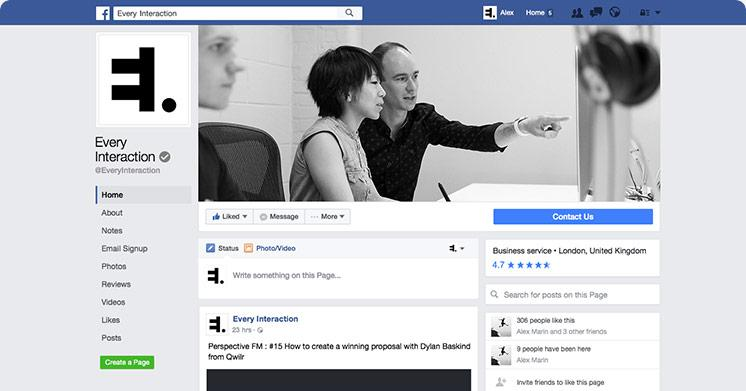 Every Interaction
Alex
Home 5
E.
Every
Interaction
@EveryInteraction
Home
About
Notes
Email Signup
Photos
Reviews
Videos
Likes
Posts
Create a Page
Liked
Message
··· More
Contact Us
Status
Photo/Video
Write something on this Page...
Every Interaction
23 hrs ·
Perspective FM : #15 How to create a winning proposal with Dylan Baskind
from Qwilr
Business service • London, United Kingdom
4.7
Search for posts on this Page
306 people like this
Alex Marin and 3 other friends
9 people have been here
Alex Marin
Invite friends to like this page